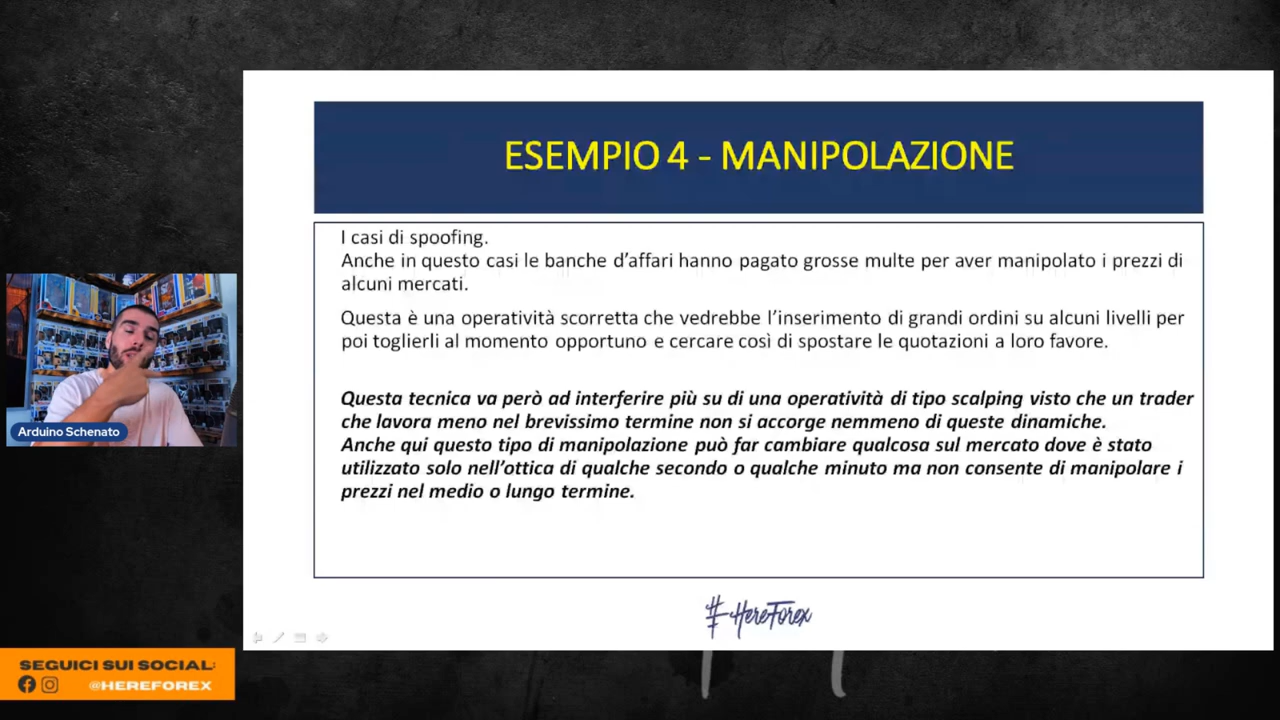 ESEMPIO 4 - MANIPOLAZIONE
I casi di spoofing.
Anche in questo casi le banche d'affari hanno pagato grosse multe per aver manipolato i prezzi di
alcuni mercati.
Questa è una operatività scorretta che vedrebbe l'inserimento di grandi ordini su alcuni livelli per
poi toglierli al momento opportuno e cercare così di spostare le quotazioni a loro favore.
Questa tecnica va però ad interferire più su di una operatività di tipo scalping visto che un trader
che lavora meno nel brevissimo termine non si accorge nemmeno di queste dinamiche.
Anche qui questo tipo di manipolazione può far cambiare qualcosa sul mercato dove è stato
utilizzato solo nell'ottica di qualche secondo o qualche minuto ma non consente di manipolare i
prezzi nel medio o lungo termine.
#HereForex
Arduino Schenato
SEGUICI SUI SOCIAL:
@HEREFOREX